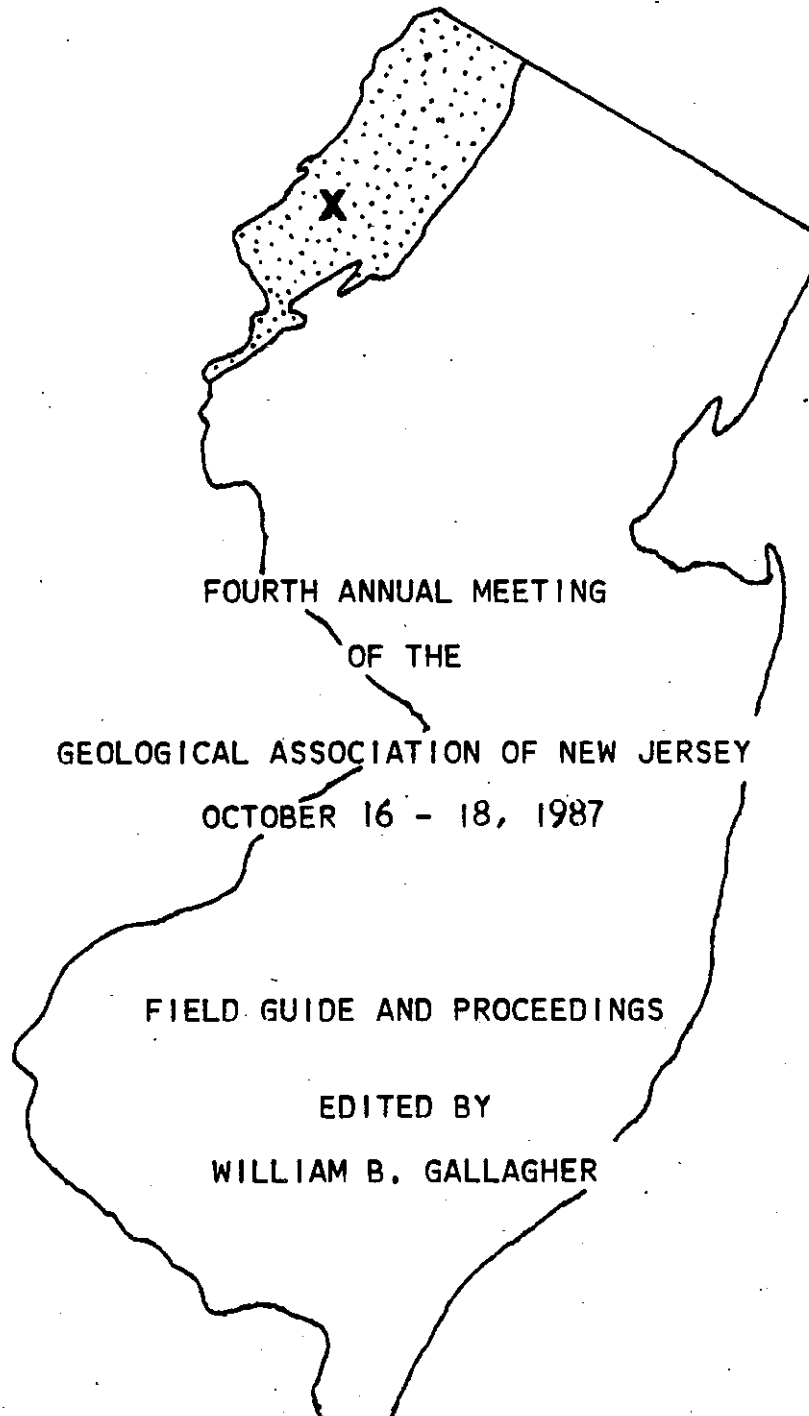 X
FOURTH ANNUAL MEETING
OF THE
GEOLOGICAL ASSOCIATION OF NEW JERSEY
OCTOBER 16 - 18, 1987
FIELD GUIDE AND PROCEEDINGS
EDITED BY
WILLIAM B. GALLAGHER